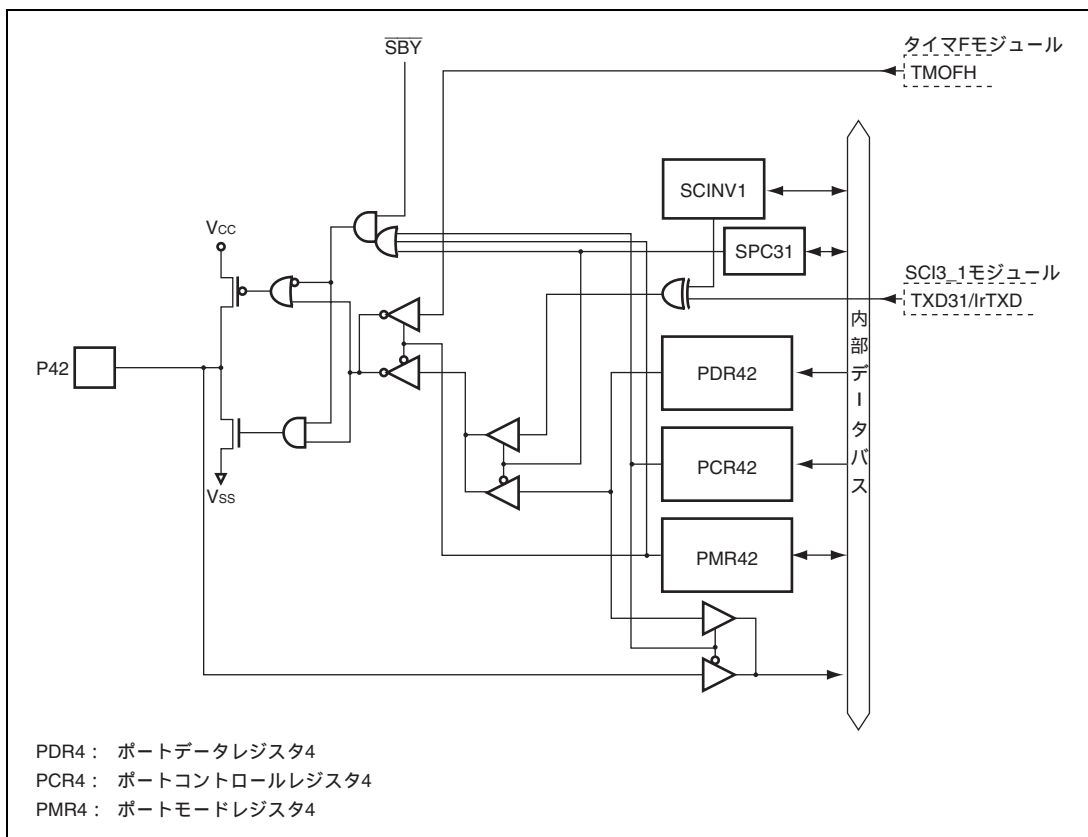 SBY
タイマFモジュール
TMOFH
SCINV1
VCC
SPC31
SCI3_1モジュール
TXD31/IrTXD
内部データバス
P42
PDR42
PCR42
VSS
PMR42
PDR4： ポートデータレジスタ4
PCR4： ポートコントロールレジスタ4
PMR4： ポートモードレジスタ4